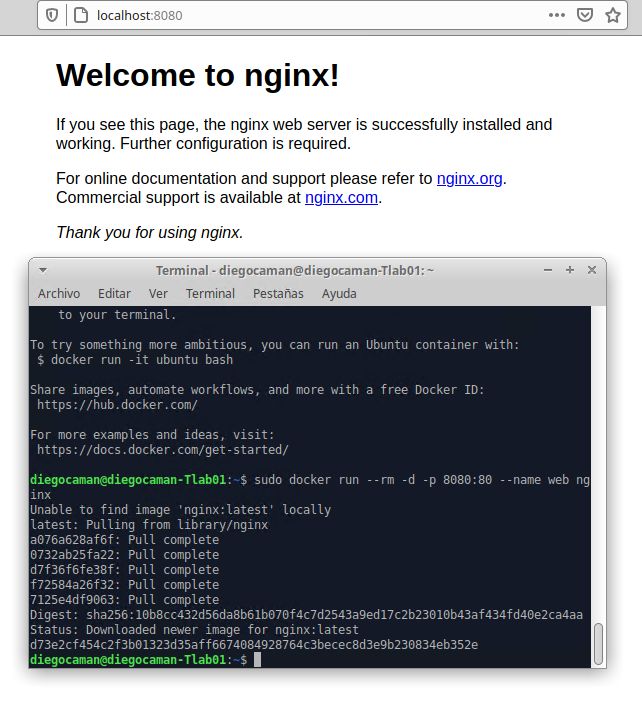 localhost:8080
Welcome to nginx!
If you see this page, the nginx web server is successfully installed and
working. Further configuration is required.
For online documentation and support please refer to nginx.org.
Commercial support is available at nginx.com.
Thank you for using nginx.
Terminal - diegocaman@diegocaman-Tlab01: ~
Archivo Editar Ver Terminal Pestañas Ayuda
to your terminal.
To try something more ambitious, you can run an Ubuntu container with:
$ docker run -it ubuntu bash
Share images, automate workflows, and more with a free Docker ID:
https://hub.docker.com/
For more examples and ideas, visit:
https://docs.docker.com/get-started/
diegocaman@diegocaman-Tlab01:~$ sudo docker run --rm -d -p 8080:80 --name web ng
inx
Unable to find image 'nginx:latest' locally
latest: Pulling from library/nginx
a076a628af6f: Pull complete
0732ab25fa22: Pull complete
d7f36f6fe38f: Pull complete
f72584a26f32: Pull complete
7125e4df9063: Pull complete
Digest: sha256:10b8cc432d56da8b61b070f4c7d2543a9ed17c2b23010b43af434fd40e2ca4aa
Status: Downloaded newer image for nginx:latest
d73e2cf454c2f3b01323d35aff6674084928764c3becec8d3e9b230834eb352e
diegocaman@diegocaman-Tlab01:~$